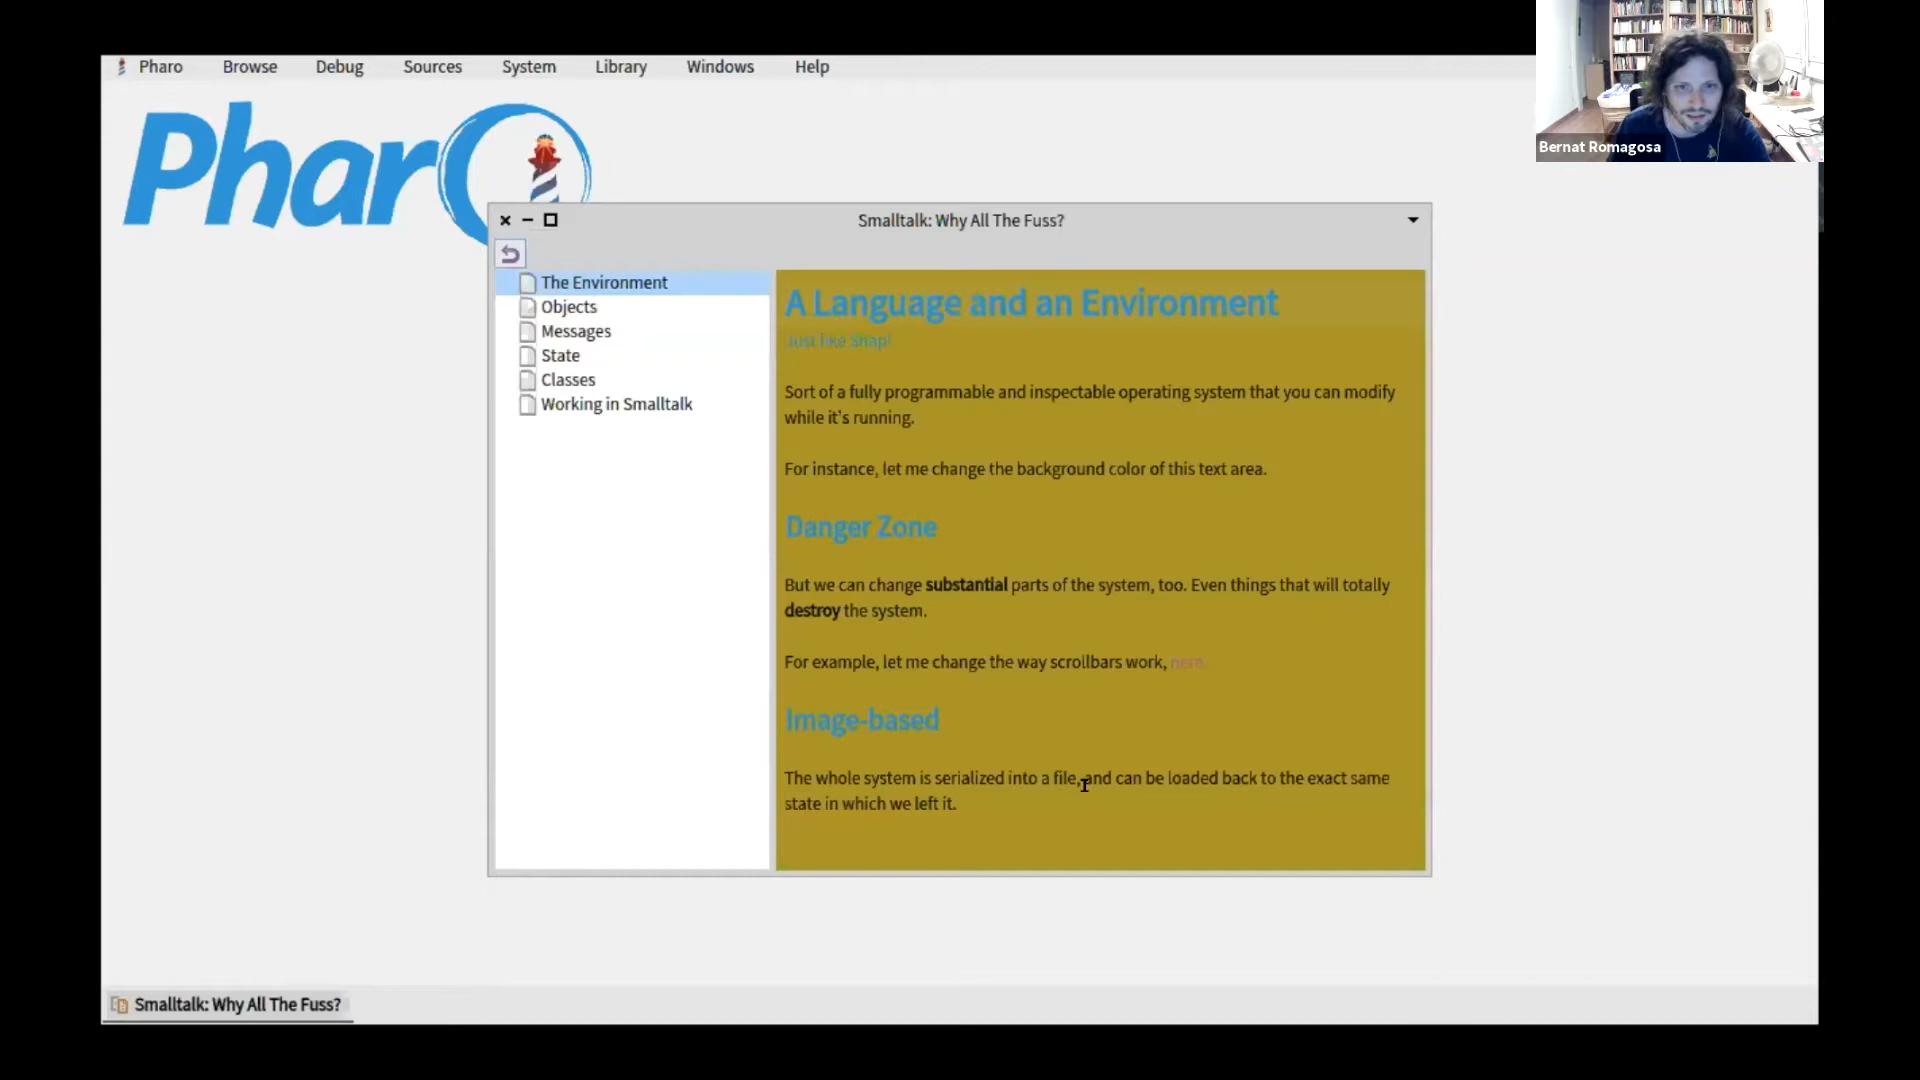 Pharo Browse Debug Sources System Library Windows Help
Bernat Romagosa
Pharo
Smalltalk: Why All The Fuss?
The Environment
Objects
Messages
State
Classes
Working in Smalltalk
A Language and an Environment
Just like Snap!
Sort of a fully programmable and inspectable operating system that you can modify
while it's running.
For instance, let me change the background color of this text area.
Danger Zone
But we can change substantial parts of the system, too. Even things that will totally
destroy the system.
For example, let me change the way scrollbars work, here.
Image-based
The whole system is serialized into a file, and can be loaded back to the exact same
state in which we left it.
Smalltalk: Why All The Fuss?